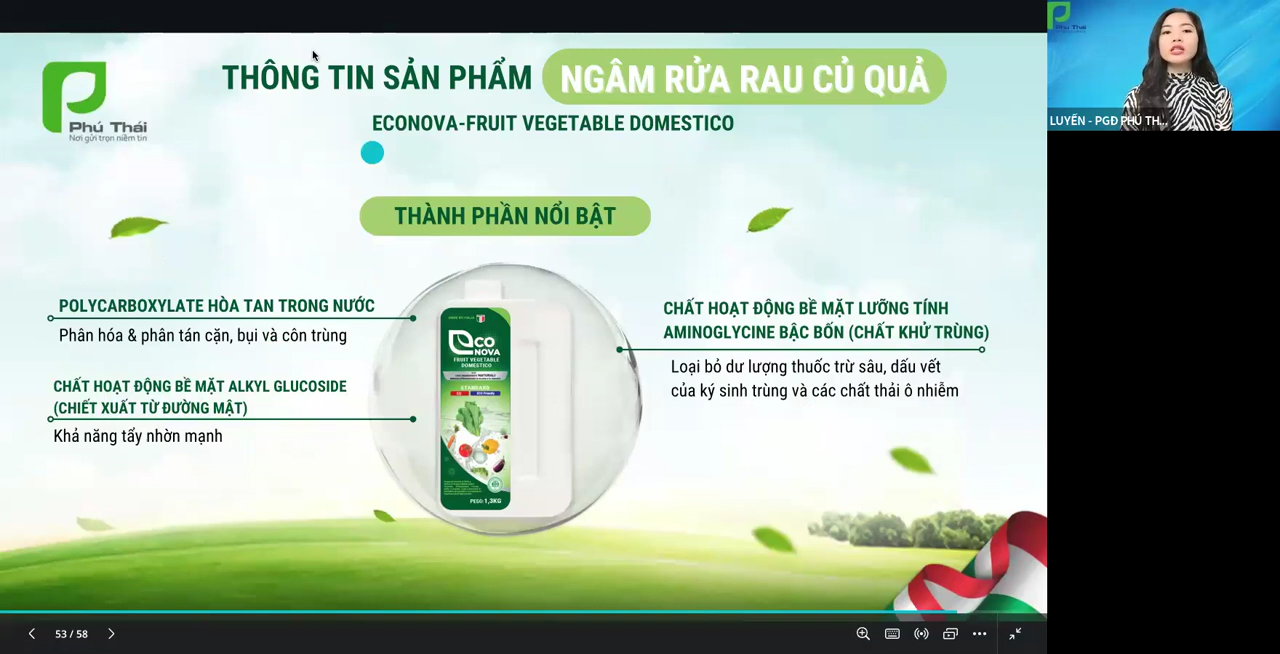 THÔNG TIN SẢN PHẨM NGÂM RỬA RAU CỦ QUẢ
ECONOVA-FRUIT VEGETABLE DOMESTICO
Phú Thái
Nơi gửi trọn niềm tin
THÀNH PHẦN NỔI BẬT
POLYCARBOXYLATE HÒA TAN TRONG NƯỚC
Phân hóa & phân tán cặn, bụi và côn trùng
CHẤT HOẠT ĐỘNG BỀ MẶT ALKYL GLUCOSIDE
(CHIẾT XUẤT TỪ ĐƯỜNG MẬT)
Khả năng tẩy nhờn mạnh
ECO
NOVA
FRUIT VEGETABLE
DOMESTICO
STANDARD
PESO: 1,3KG
CHẤT HOẠT ĐỘNG BỀ MẶT LƯỠNG TÍNH
AMINOGLYCINE BẬC BỐN (CHẤT KHỬ TRÙNG)
Loại bỏ dư lượng thuốc trừ sâu, dấu vết
của ký sinh trùng và các chất thải ô nhiễm
53 / 58
Phú Thái
LUYẾN - PGĐ PHÚ TH...